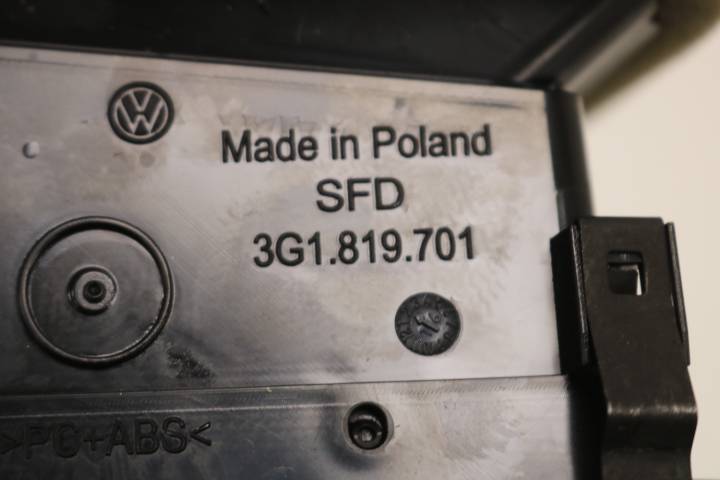 Made in Poland
SFD
3G1.819.701
>PC+ABS<